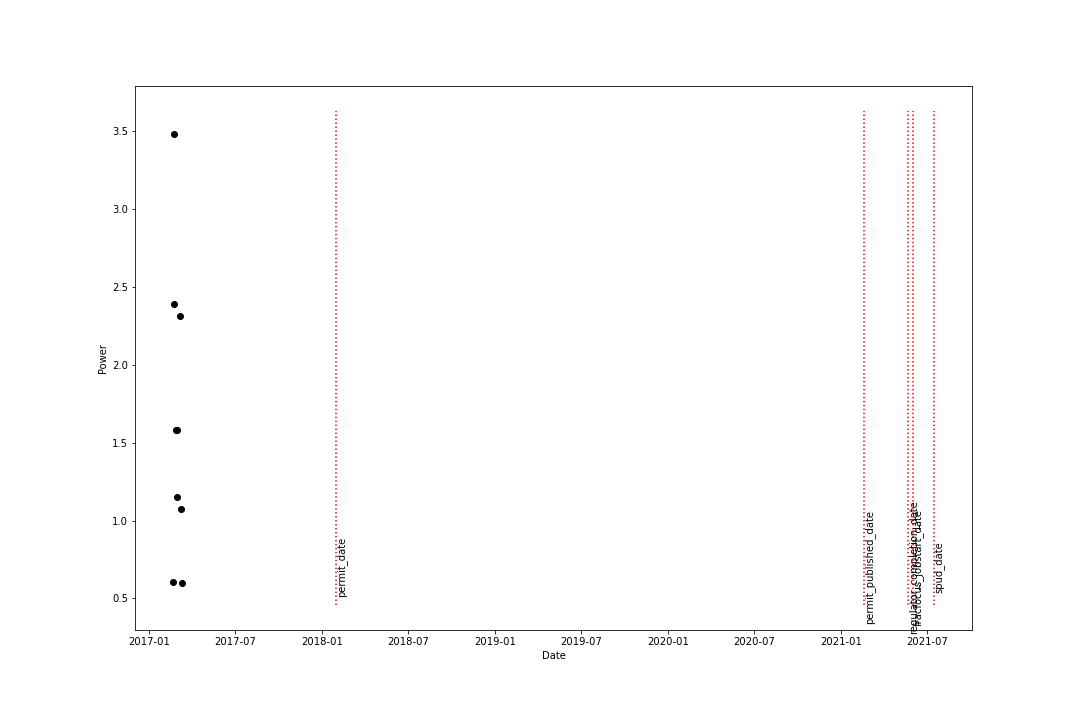 3.5
3.0
2.5
2.0
1.5
1.0
0.5
Power
permit_date
permit_published_date
regulator_completion_date
fracfocus_jobstart_date
spud_date
2017-01
2017-07
2018-01
2018-07
2019-01
2019-07
2020-01
2020-07
2021-01
2021-07
Date